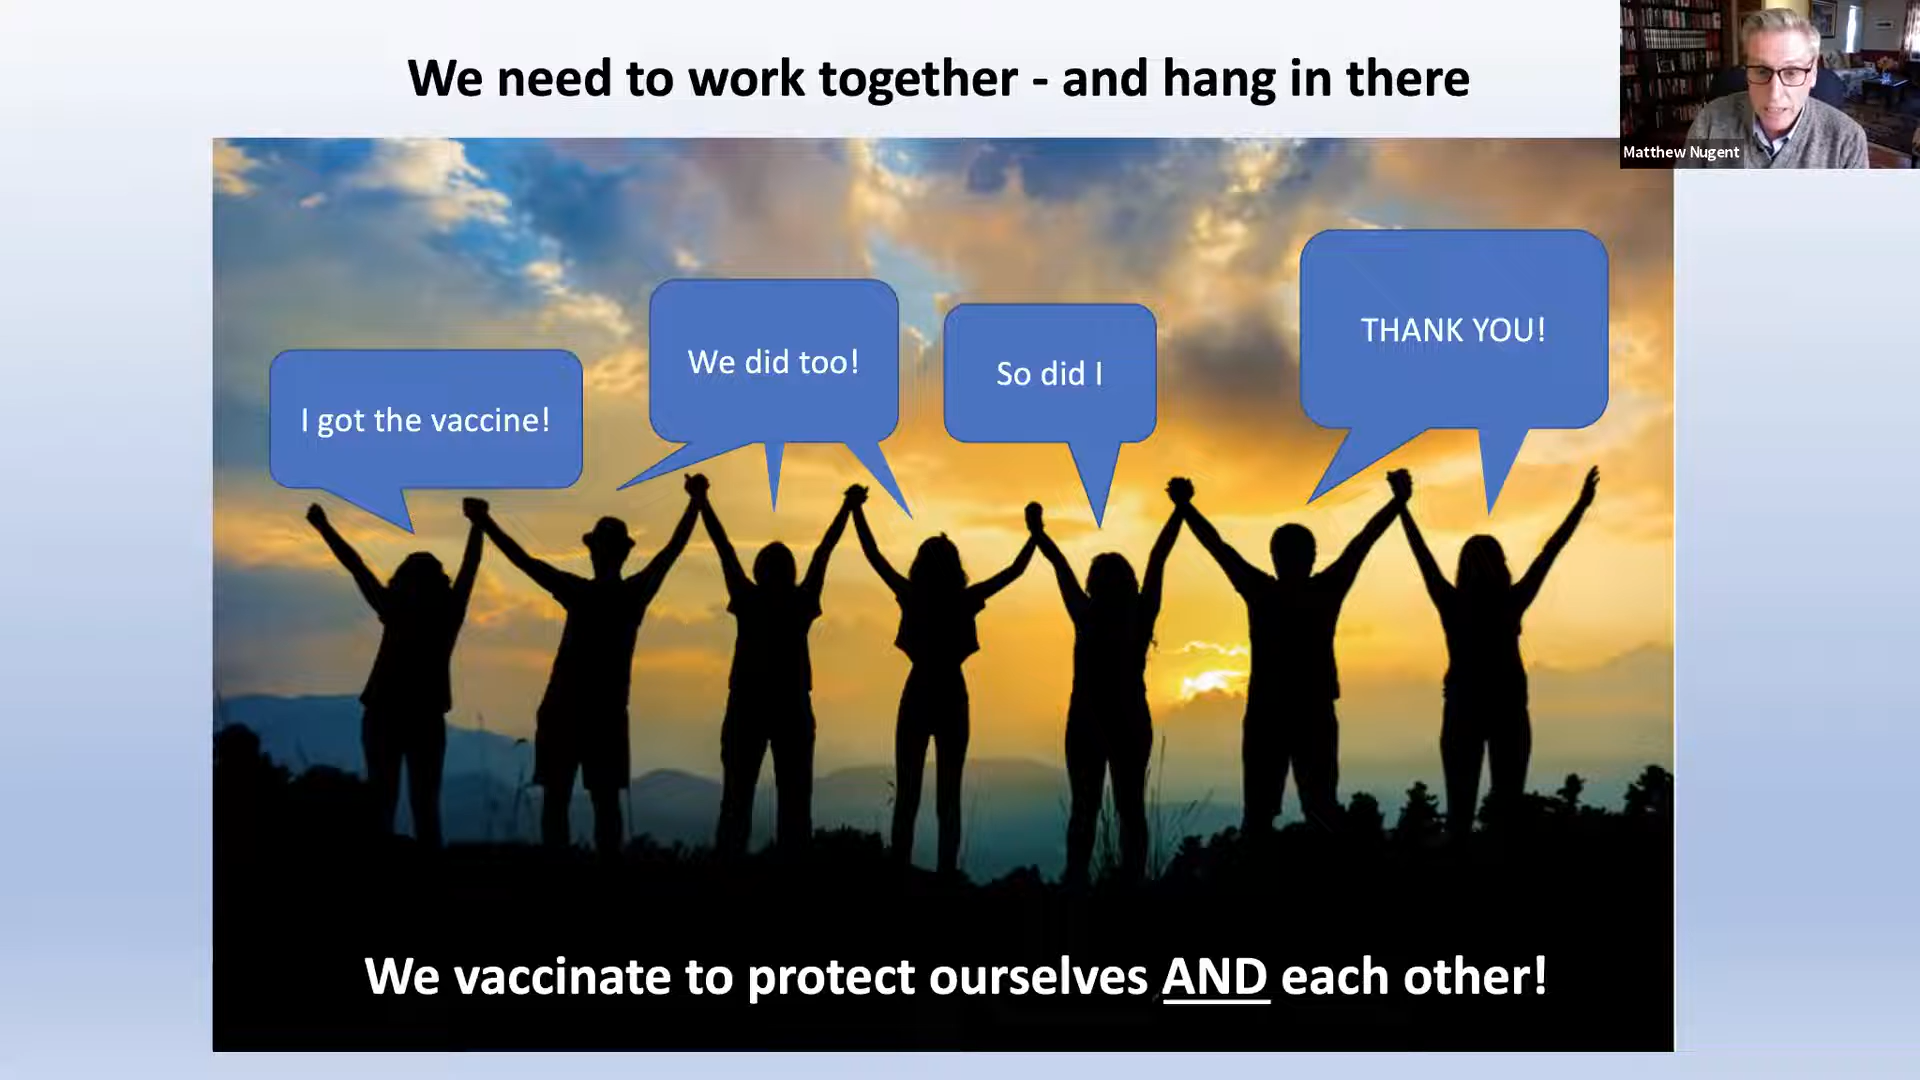 We need to work together - and hang in there
Matthew Nugent
THANK YOU!
We did too!
So did I
I got the vaccine!
We vaccinate to protect ourselves AND each other!